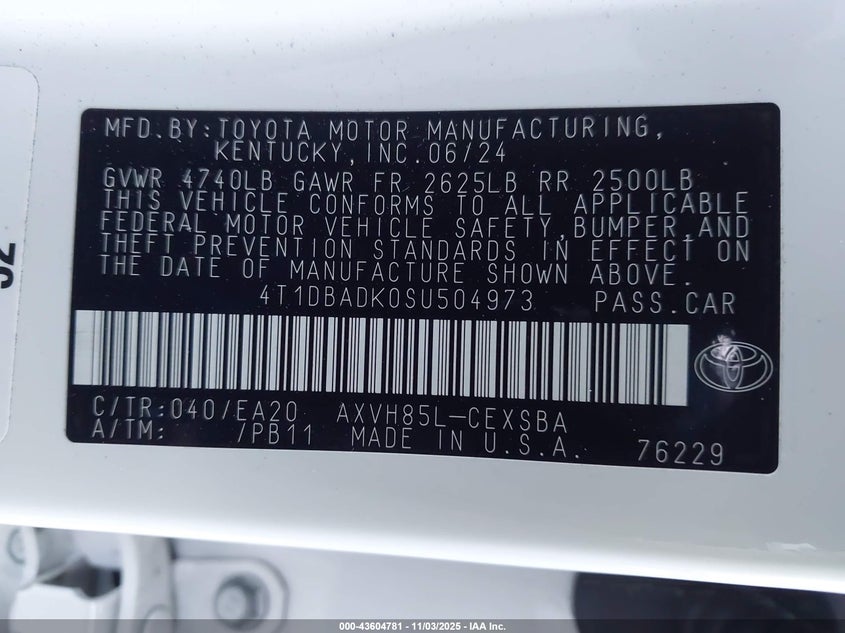 MFD.BY:TOYOTA MOTOR MANUFACTURING,
KENTUCKY,INC.06/24
GVWR 4740LB GAWR FR 2625LB RR 2500LB
THIS VEHICLE CONFORMS TO ALL APPLICABLE
FEDERAL MOTOR VEHICLE SAFETY,BUMPER,AND
THEFT PREVENTION STANDARDS IN EFFECT ON
THE DATE OF MANUFACTURE SHOWN ABOVE.
4T1DBADK0SU504973 PASS.CAR
C/TR:040/EA20 AXVH85L-CEXSBA
A/TM: /PB11 MADE IN U.S.A. 76229
000-43604781 - 11/03/2025 - IAA Inc.